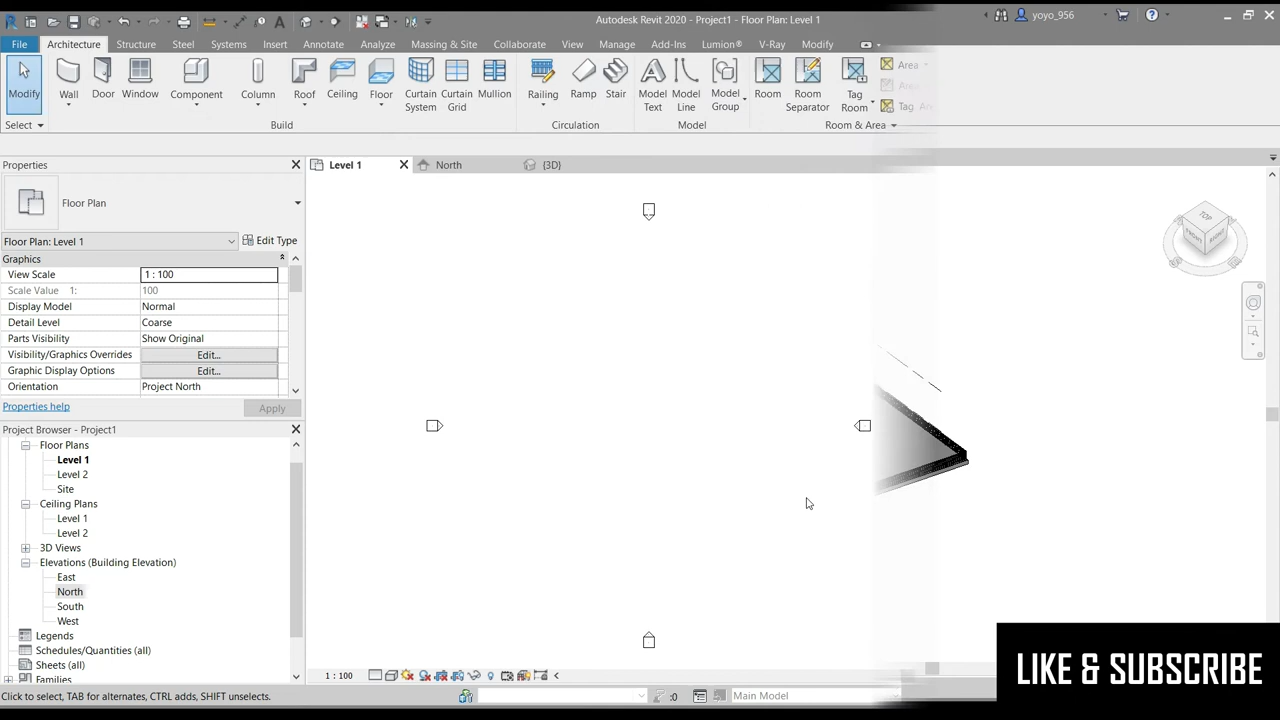 Autodesk Revit 2020 - Project1 - Floor Plan: Level 1
yoyo_956
File Architecture Structure Steel Systems Insert Annotate Analyze Massing & Site Collaborate View Manage Add-Ins Lumion® V-Ray Modify
Modify Wall Door Window Component Column Roof Ceiling Floor Curtain System Curtain Grid Mullion Railing Ramp Stair Model Text Model Line Model Group Room Room Separator Tag Room Area
Area
Tag
Select Build Circulation Model Room & Area
Properties
Level 1 North {3D}
Floor Plan
Floor Plan: Level 1 Edit Type
Graphics
View Scale 1 : 100
Scale Value 1: 100
Display Model Normal
Detail Level Coarse
Parts Visibility Show Original
Visibility/Graphics Overrides Edit...
Graphic Display Options Edit...
Orientation Project North
Properties help Apply
Project Browser - Project1
Floor Plans
Level 1
Level 2
Site
Ceiling Plans
Level 1
Level 2
3D Views
Elevations (Building Elevation)
East
North
South
West
Legends
Schedules/Quantities (all)
Sheets (all)
Families
TOP
FRONT
RIGHT
1 : 100
Click to select, TAB for alternates, CTRL adds, SHIFT unselects.
:0
Main Model
LIKE & SUBSCRIBE